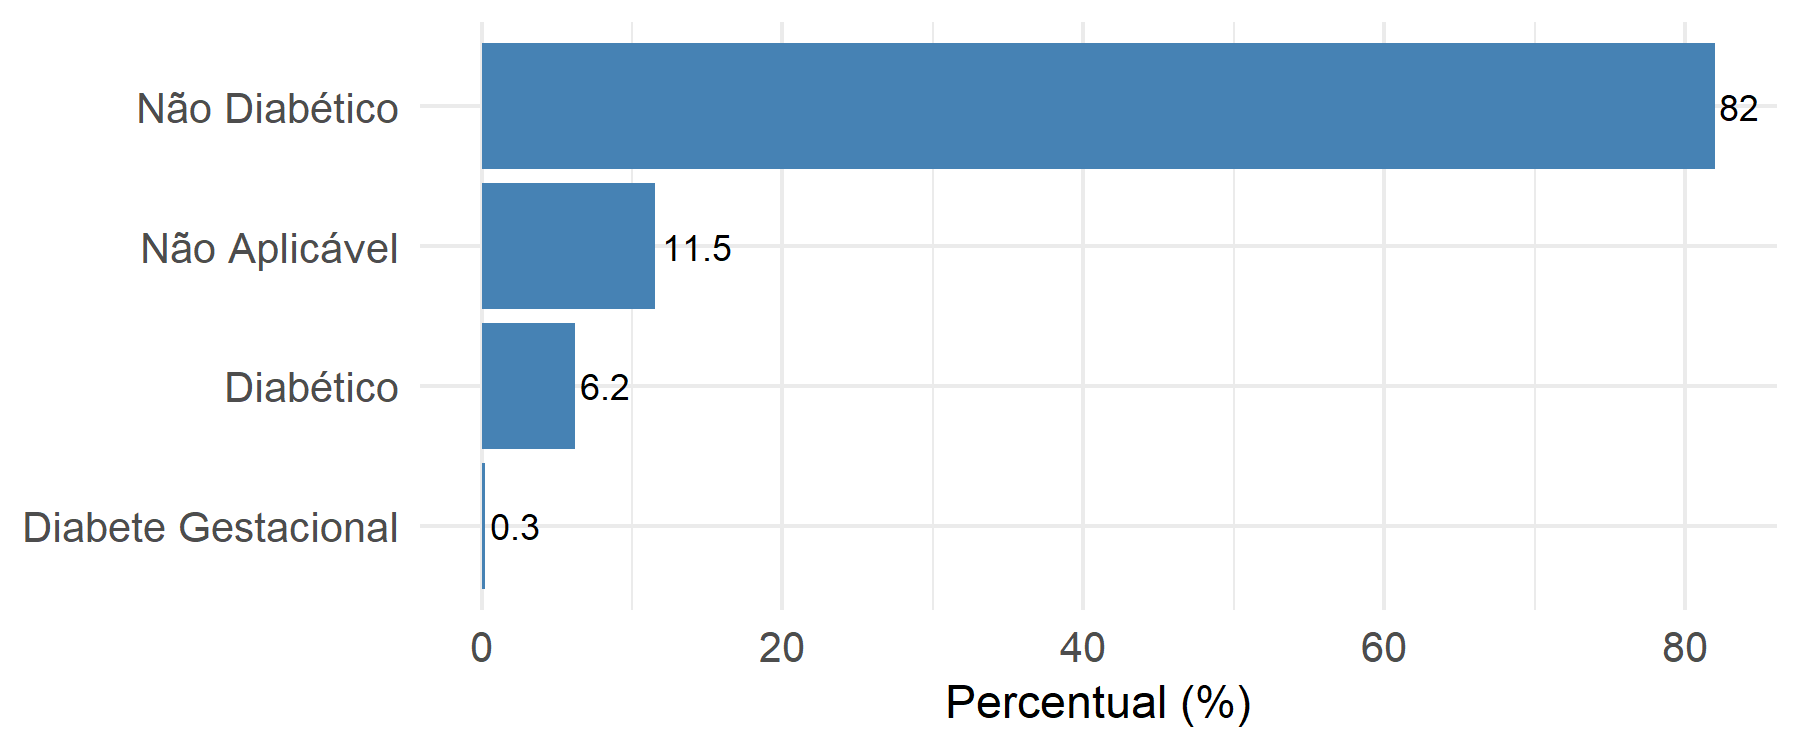 Não Diabético
82
Não Aplicável
11.5
Diabético
6.2
Diabete Gestacional
0.3
0 20 40 60 80
Percentual (%)